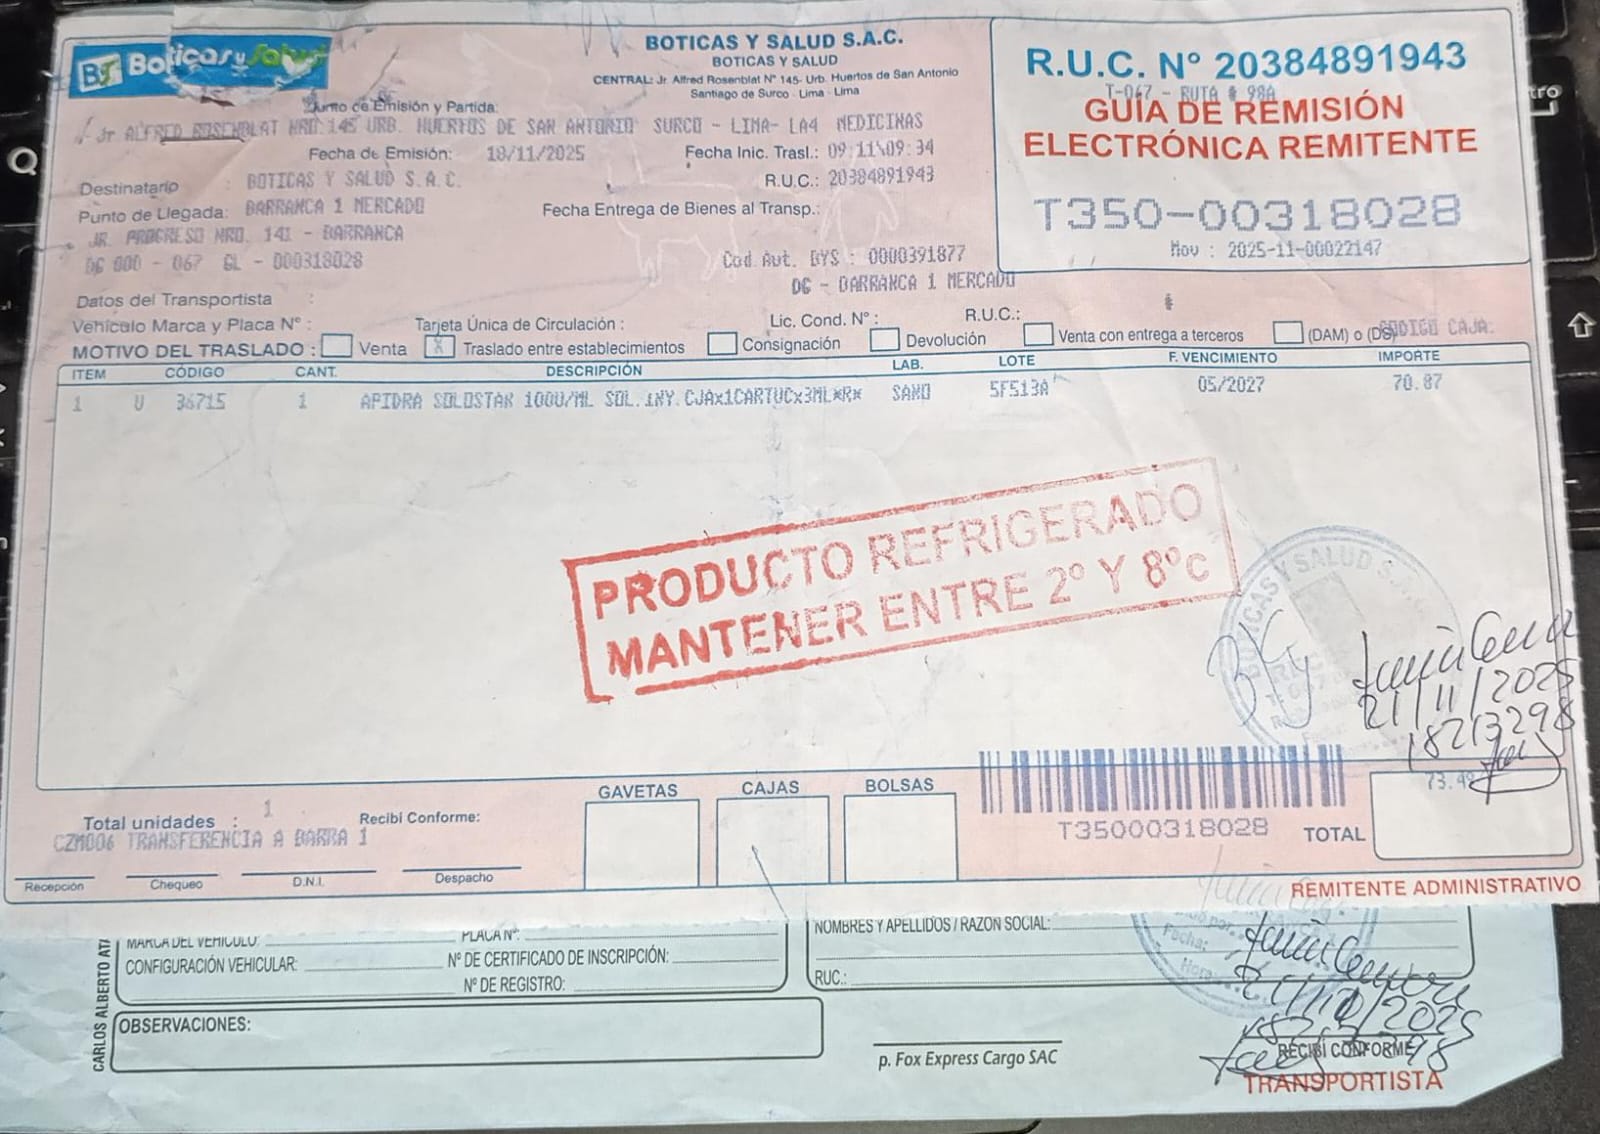 BS Boticas y Salud
BOTICAS Y SALUD S.A.C.
BOTICAS Y SALUD
CENTRAL: Jr. Alfred Rosenblat N° 145- Urb. Huertos de San Antonio
Santiago de Surco - Lima - Lima
R.U.C. N° 20384891943
T-067 - RUTA # 98A
GUÍA DE REMISIÓN
ELECTRÓNICA REMITENTE
T350-00318028
Mov : 2025-11-00022147
Punto de Emisión y Partida:
Jr ALFRED ROSENBLAT NRO 145 URB. HUERTOS DE SAN ANTONIO SURCO - LIMA- LA4 MEDICINAS
Fecha de Emisión: 18/11/2025
Fecha Inic. Trasl.: 09:11\09:34
Destinatario : BOTICAS Y SALUD S.A.C.
R.U.C.: 20384891943
Punto de Llegada: BARRANCA 1 MERCADO
Fecha Entrega de Bienes al Transp.:
JR. PROGRESO NRO. 141 - BARRANCA
DG 000 - 067 GL - 000318028
Cod.Aut. BYS : 0000391877
DG - BARRANCA 1 MERCADO
Datos del Transportista :
Vehículo Marca y Placa N° :
Tarjeta Única de Circulación :
Lic. Cond. N° :
R.U.C.:
MOTIVO DEL TRASLADO : Venta X Traslado entre establecimientos Consignación Devolución Venta con entrega a terceros (DAM) o (DS) CODIGO CAJA:
ITEM CÓDIGO CANT. DESCRIPCIÓN LAB. LOTE F. VENCIMIENTO IMPORTE
1 U 36715 1 APIDRA SOLOSTAR 100U/ML SOL.INY.CJAx1CARTUCx3ML*R* SANO 5F513A 05/2027 70.87
PRODUCTO REFRIGERADO
MANTENER ENTRE 2° Y 8°C
BOTICAS Y SALUD S.A.C.
21/11/2025
18213298
T35000318028
GAVETAS
CAJAS
BOLSAS
Total unidades : 1
Recibí Conforme:
CZM006 TRANSFERENCIA A BARRA 1
TOTAL
Recepción
Chequeo
D.N.I.
Despacho
REMITENTE ADMINISTRATIVO
CARLOS ALBERTO
MARCA DEL VEHÍCULO:
PLACA N°:
CONFIGURACIÓN VEHICULAR:
N° DE CERTIFICADO DE INSCRIPCIÓN:
N° DE REGISTRO:
NOMBRES Y APELLIDOS / RAZON SOCIAL:
RUC.:
Fecha:
Hora:
OBSERVACIONES:
p. Fox Express Cargo SAC
RECIBÍ CONFORME
TRANSPORTISTA